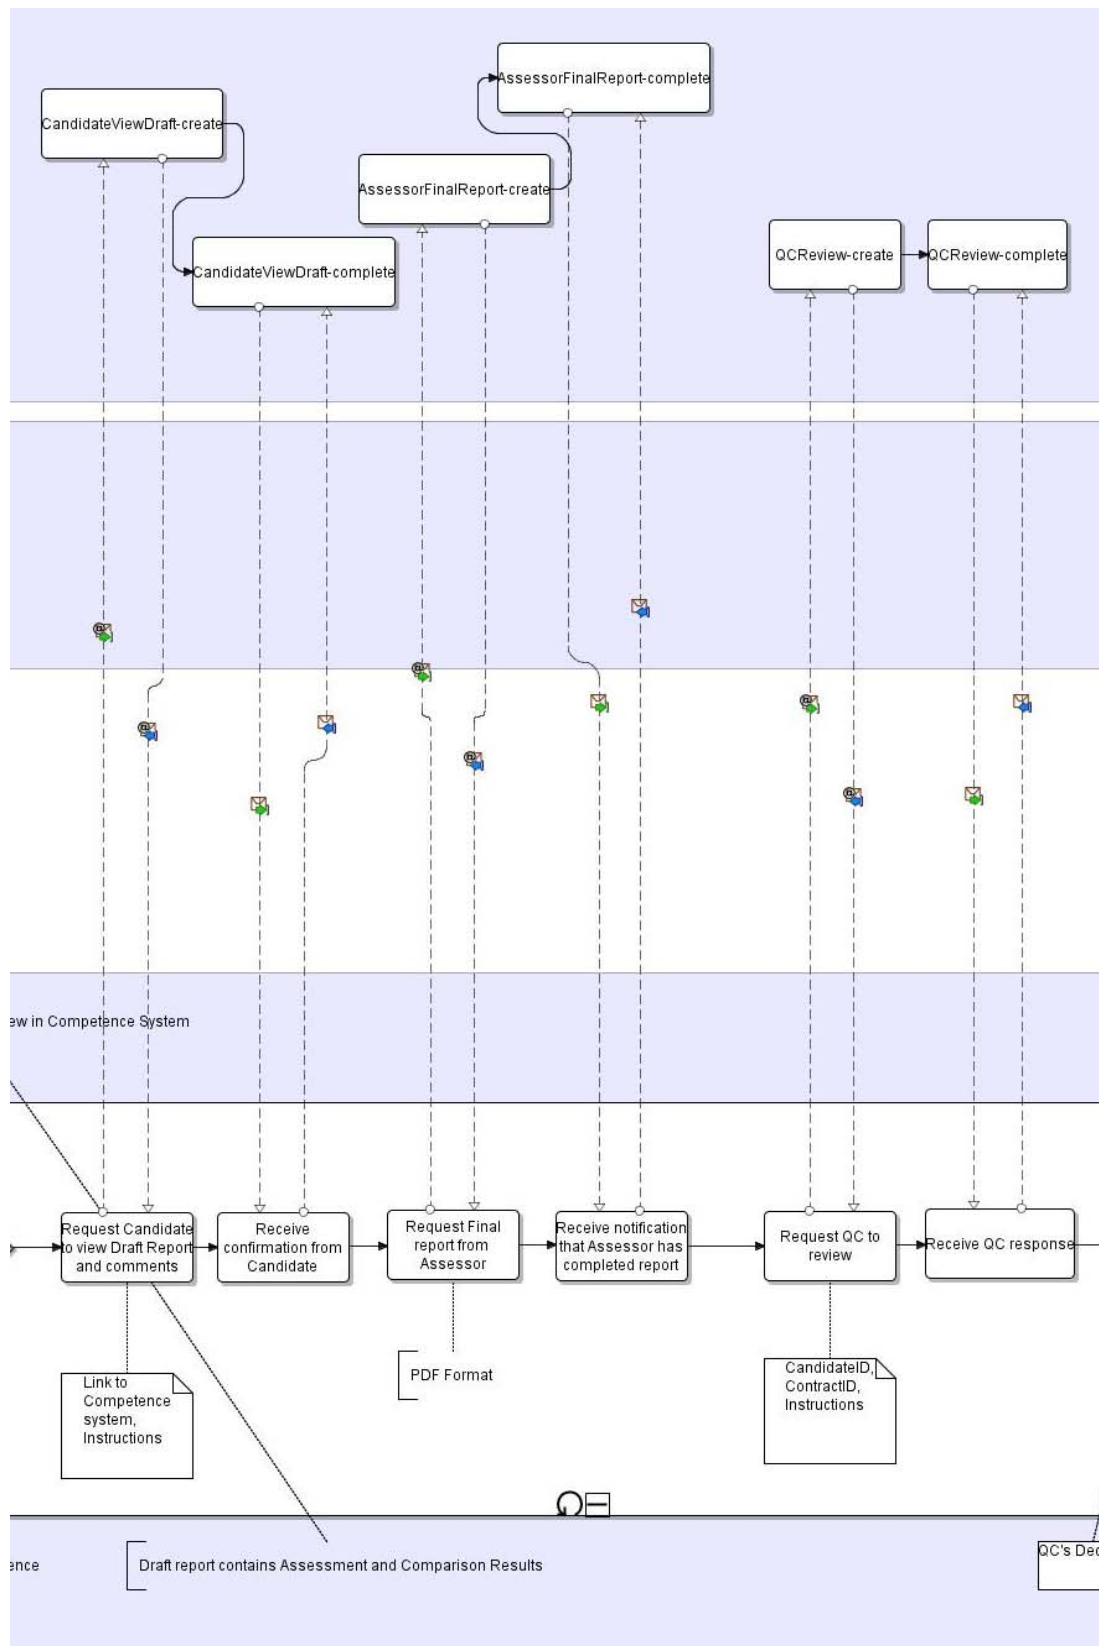 AssessorFinalReport-complete
CandidateViewDraft-create
AssessorFinalReport-create
QCReview-create
QCReview-complete
CandidateViewDraft-complete
ew in Competence System
Request Candidate
to view Draft Report
and comments
Receive
confirmation from
Candidate
Request Final
report from
Assessor
Receive notification
that Assessor has
completed report
Request QC to
review
Receive QC response
Link to
Competence
system,
Instructions
PDF Format
CandidateID,
ContractID,
Instructions
ence
Draft report contains Assessment and Comparison Results
QC's Dec